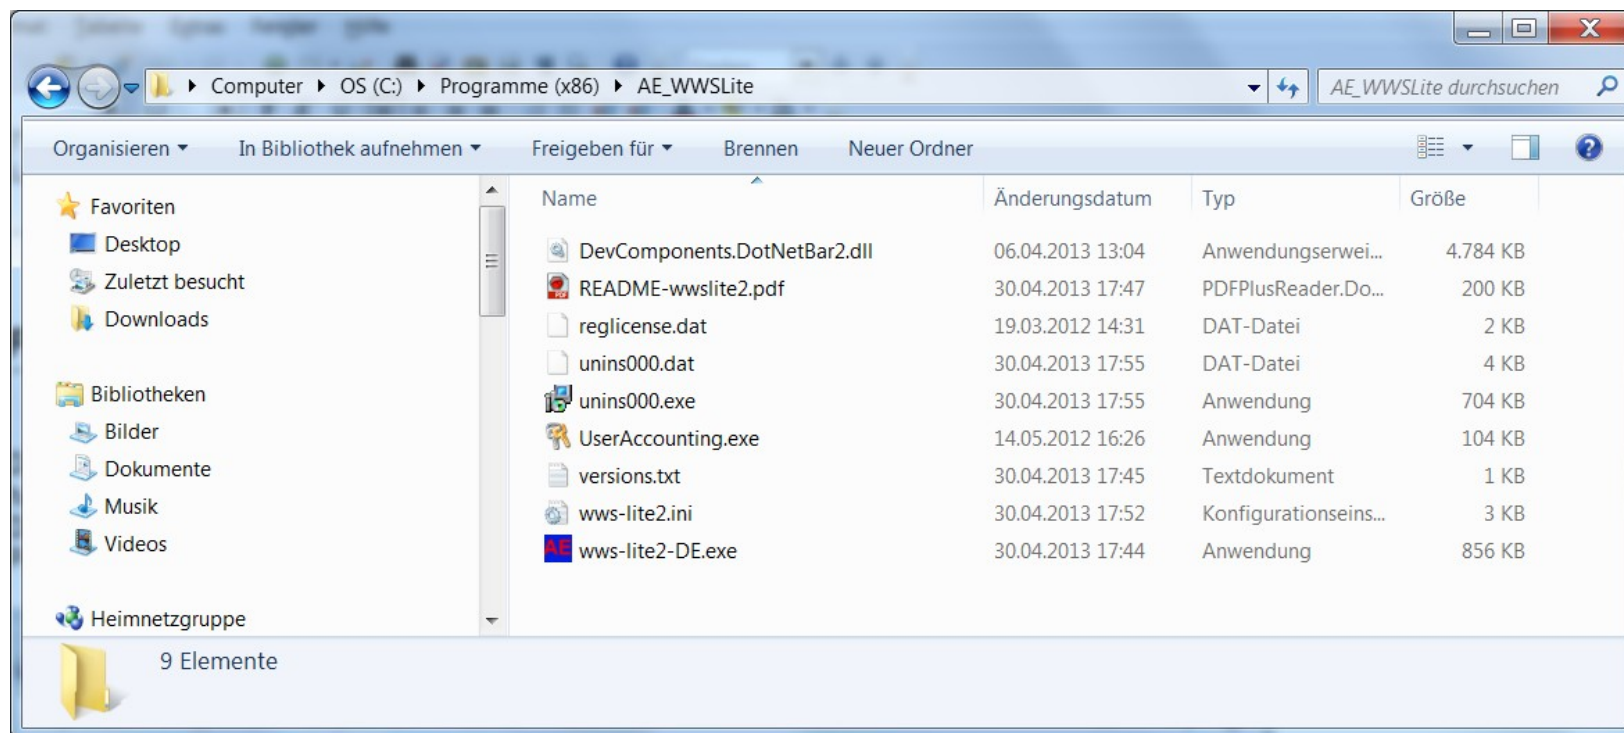 Computer ▸ OS (C:) ▸ Programme (x86) ▸ AE_WWSLite
AE_WWSLite durchsuchen
Organisieren In Bibliothek aufnehmen Freigeben für Brennen Neuer Ordner
Favoriten
Desktop
Zuletzt besucht
Downloads
Bibliotheken
Bilder
Dokumente
Musik
Videos
Heimnetzgruppe
Name Änderungsdatum Typ Größe
DevComponents.DotNetBar2.dll 06.04.2013 13:04 Anwendungserwei... 4.784 KB
README-wwslite2.pdf 30.04.2013 17:47 PDFPlusReader.Do... 200 KB
reglicense.dat 19.03.2012 14:31 DAT-Datei 2 KB
unins000.dat 30.04.2013 17:55 DAT-Datei 4 KB
unins000.exe 30.04.2013 17:55 Anwendung 704 KB
UserAccounting.exe 14.05.2012 16:26 Anwendung 104 KB
versions.txt 30.04.2013 17:45 Textdokument 1 KB
wws-lite2.ini 30.04.2013 17:52 Konfigurationseins... 3 KB
AE wws-lite2-DE.exe 30.04.2013 17:44 Anwendung 856 KB
9 Elemente